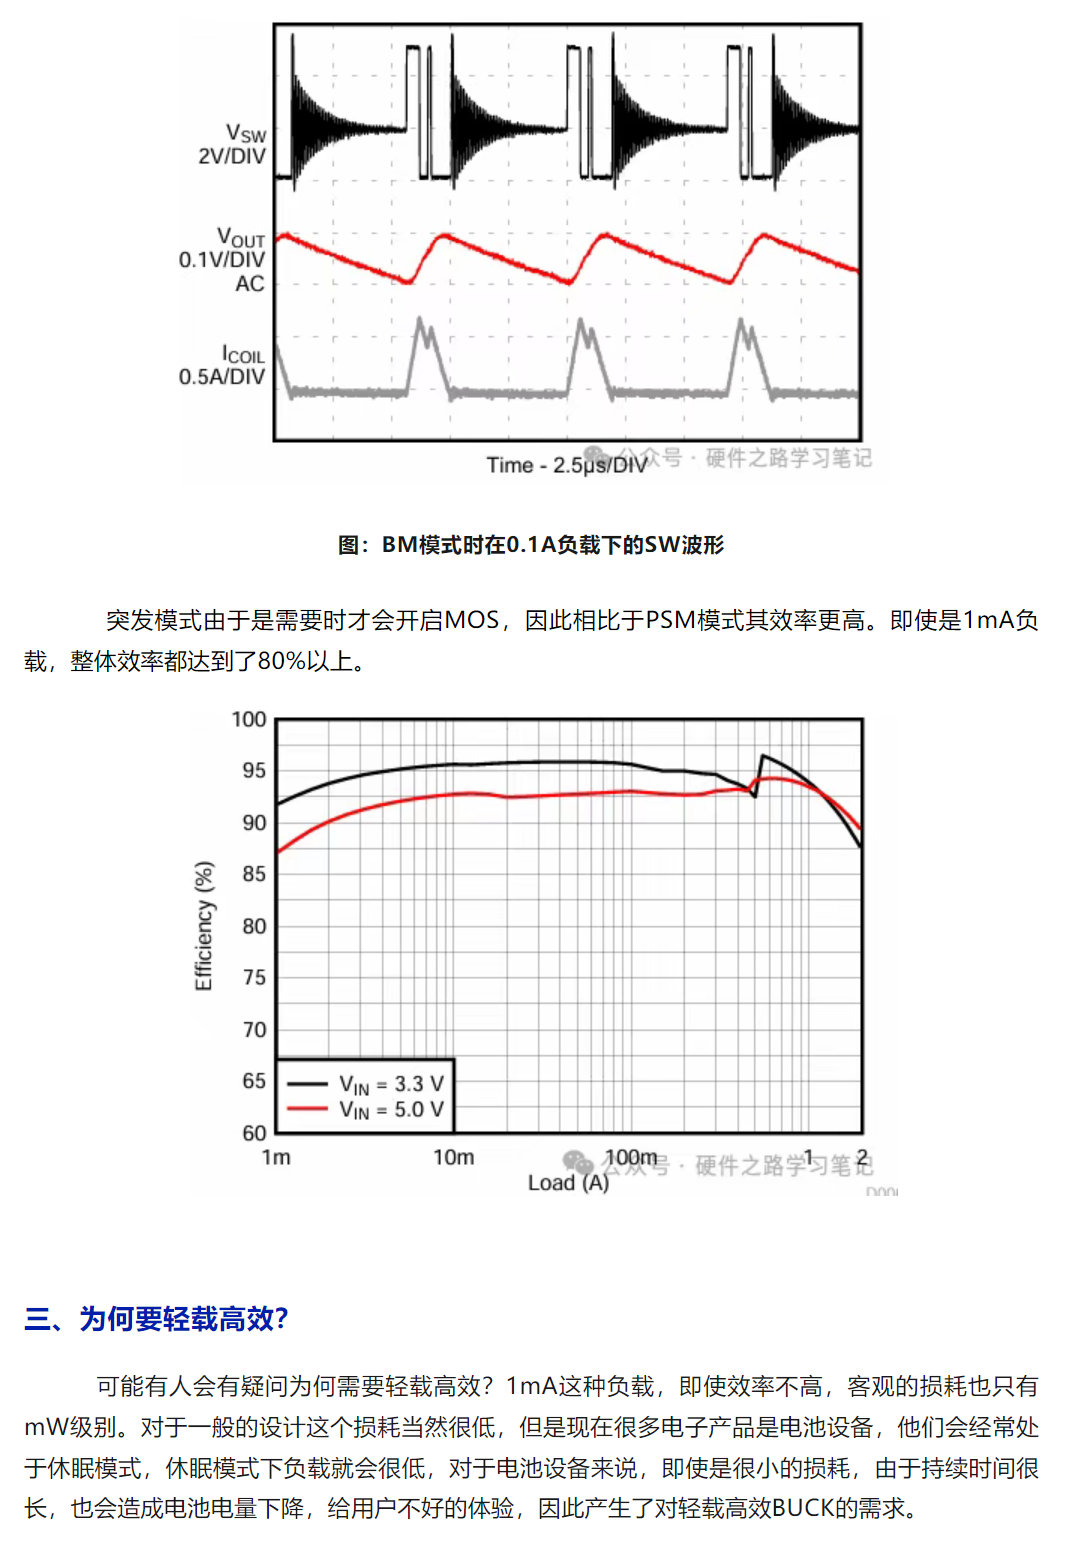 VSW
2V/DIV
VOUT
0.1V/DIV
AC
ICOIL
0.5A/DIV
Time - 2.5μs/DIV
公众号 · 硬件之路学习笔记
图：BM模式时在0.1A负载下的SW波形
突发模式由于是需要时才会开启MOS，因此相比于PSM模式其效率更高。即使是1mA负
载，整体效率都达到了80%以上。
100
95
90
85
80
75
70
65
60
Efficiency (%)
VIN = 3.3 V
VIN = 5.0 V
1m 10m 100m 1 2
公众号 · 硬件之路学习笔记
Load (A)
三、为何要轻载高效？
可能有人会有疑问为何需要轻载高效？1mA这种负载，即使效率不高，客观的损耗也只有
mW级别。对于一般的设计这个损耗当然很低，但是现在很多电子产品是电池设备，他们会经常处
于休眠模式，休眠模式下负载就会很低，对于电池设备来说，即使是很小的损耗，由于持续时间很
长，也会造成电池电量下降，给用户不好的体验，因此产生了对轻载高效BUCK的需求。